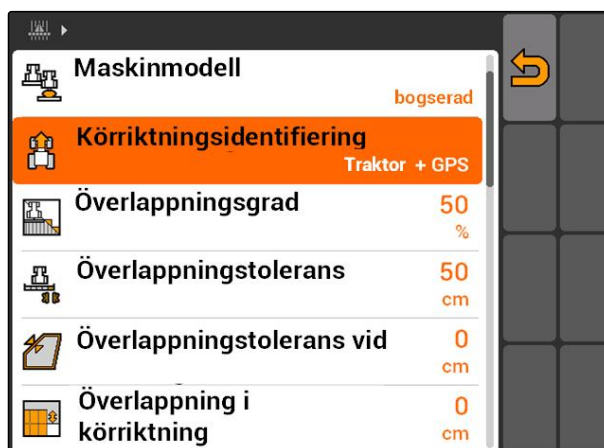 Maskinmodell
bogserad
Körriktningsidentifiering
Traktor + GPS
Överlappningsgrad
50
%
Överlappningstolerans
50
cm
Överlappningstolerans vid
0
cm
Överlappning i
körriktning
0
cm